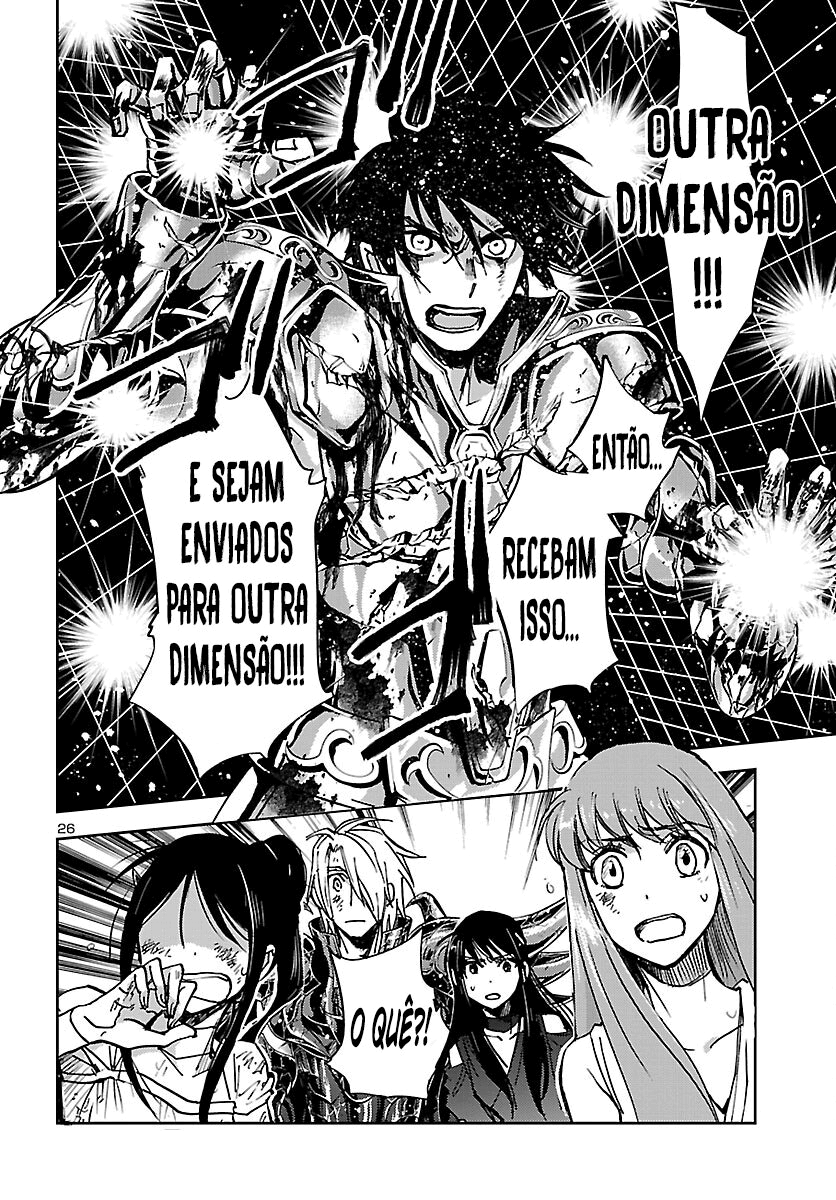 OUTRA
DIMENSÃO
!!!
ENTÃO...
RECEBAM
ISSO...
E SEJAM
ENVIADOS
PARA OUTRA
DIMENSÃO!!!
26
O QUÊ?!